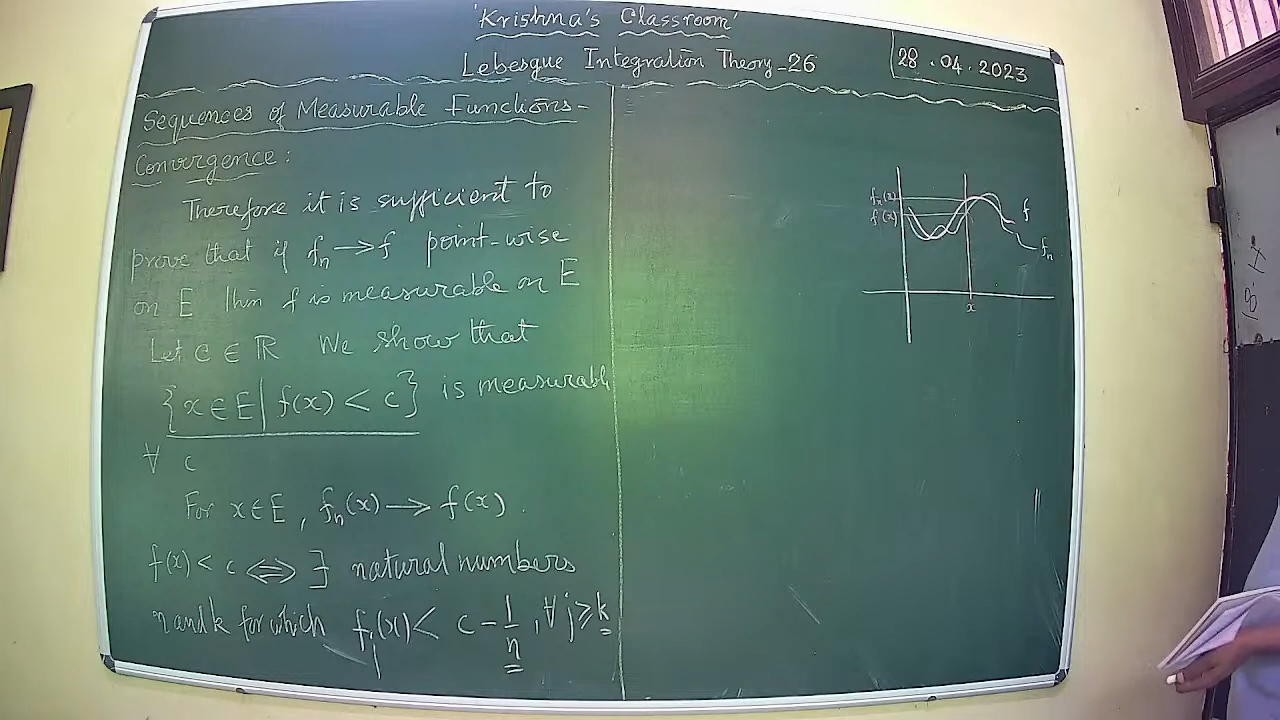 'Krishna's Classroom'
Lebesgue Integration Theory-26
28.04.2023
Sequences of Measurable Functions-
Convergence:
Therefore it is sufficient to
prove that if fₙ → f point-wise
on E then f is measurable on E
Let c ∈ ℝ We show that
{x ∈ E | f(x) < c} is measurable
∀ c
For x ∈ E, fₙ(x) → f(x).
f(x) < c ⇔ ∃ natural numbers
n and k for which fⱼ(x) < c - 1/n, ∀ j ≥ k
fₙ(x)
f(x)
f
fₙ
x